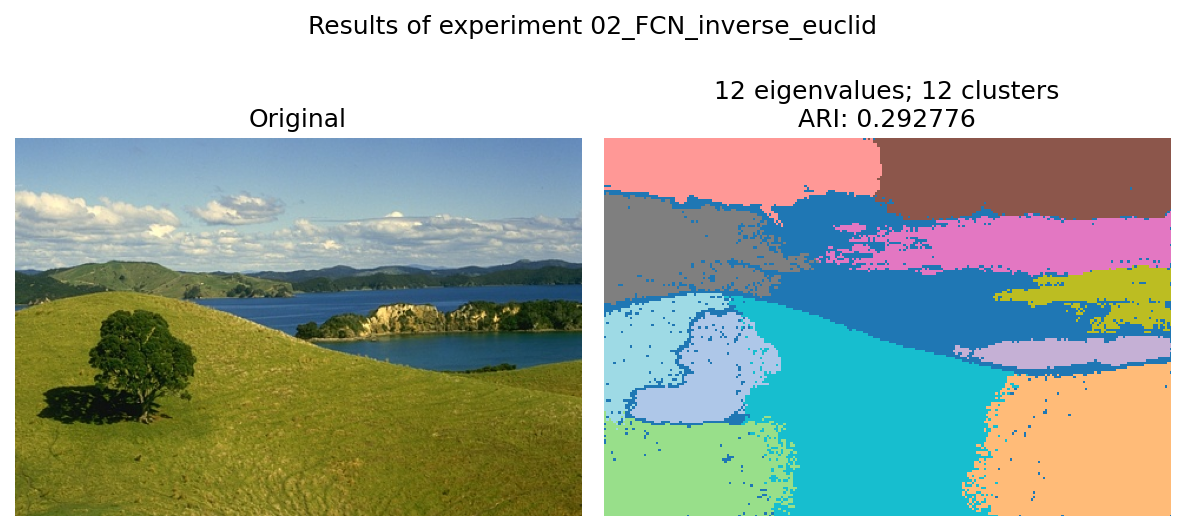 Results of experiment 02_FCN_inverse_euclid
Original
12 eigenvalues; 12 clusters
ARI: 0.292776